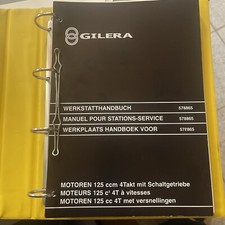 GILERA
WERKSTATTHANDBUCH 578865
MANUEL POUR STATIONS-SERVICE 578865
WERKPLAATS HANDBOEK VOOR 578865
MOTOREN 125 ccm 4Takt mit Schaltgetriebe
MOTEURS 125 c³ 4T à vitesses
MOTOREN 125 cc 4T met versnellingen